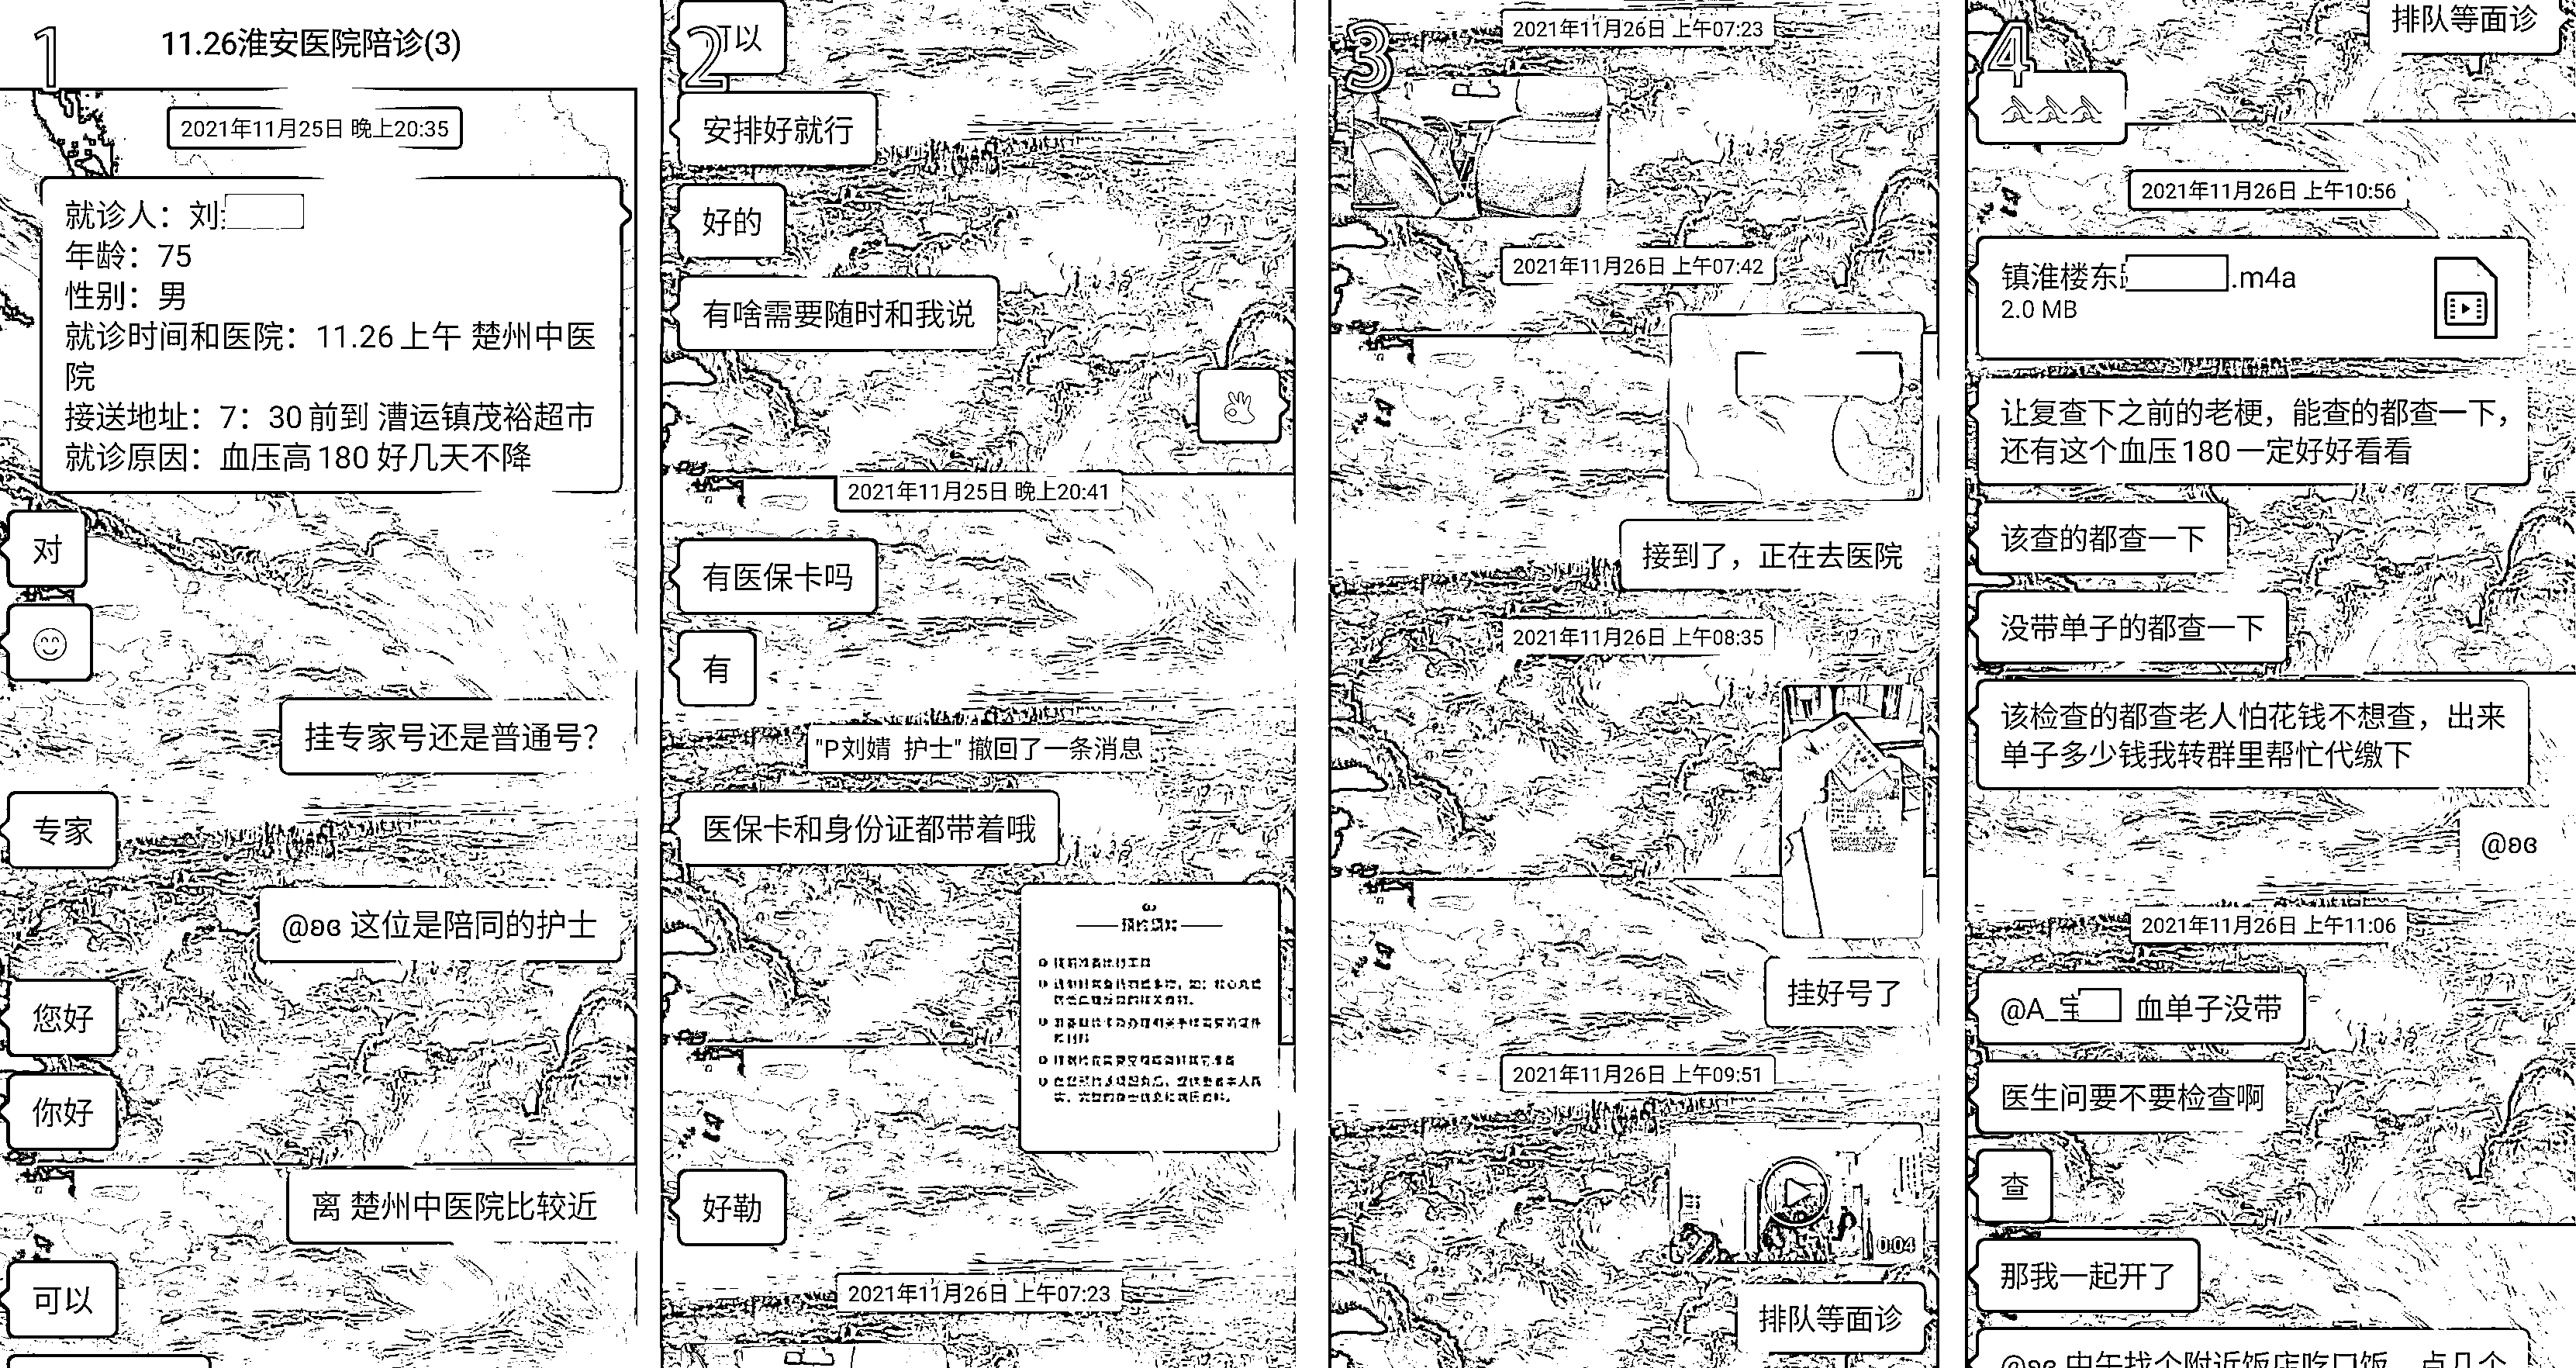 1
11.26淮安医院陪诊(3)
2021年11月25日 晚上20:35
就诊人：刘
年龄：75
性别：男
就诊时间和医院：11.26上午 楚州中医
院
接送地址：7：30前到 漕运镇茂裕超市
就诊原因：血压高180好几天不降
对
挂专家号还是普通号？
专家
@ʚɞ 这位是陪同的护士
您好
你好
离 楚州中医院比较近
可以
2
可以
安排好就行
好的
有啥需要随时和我说
2021年11月25日 晚上20:41
有医保卡吗
有
"P刘婧 护士" 撤回了一条消息
医保卡和身份证都带着哦
好勒
2021年11月26日 上午07:23
3
2021年11月26日 上午07:23
2021年11月26日 上午07:42
接到了，正在去医院
2021年11月26日 上午08:35
挂好号了
2021年11月26日 上午09:51
0:04
排队等面诊
4
排队等面诊
2021年11月26日 上午10:56
镇淮楼东 .m4a
2.0 MB
让复查下之前的老梗，能查的都查一下，
还有这个血压180一定好好看看
该查的都查一下
没带单子的都查一下
该检查的都查老人怕花钱不想查，出来
单子多少钱我转群里帮忙代缴下
@ʚɞ
2021年11月26日 上午11:06
@A_宝 血单子没带
医生问要不要检查啊
查
那我一起开了
@ʚɞ 中午找个附近饭店吃口饭，点几个